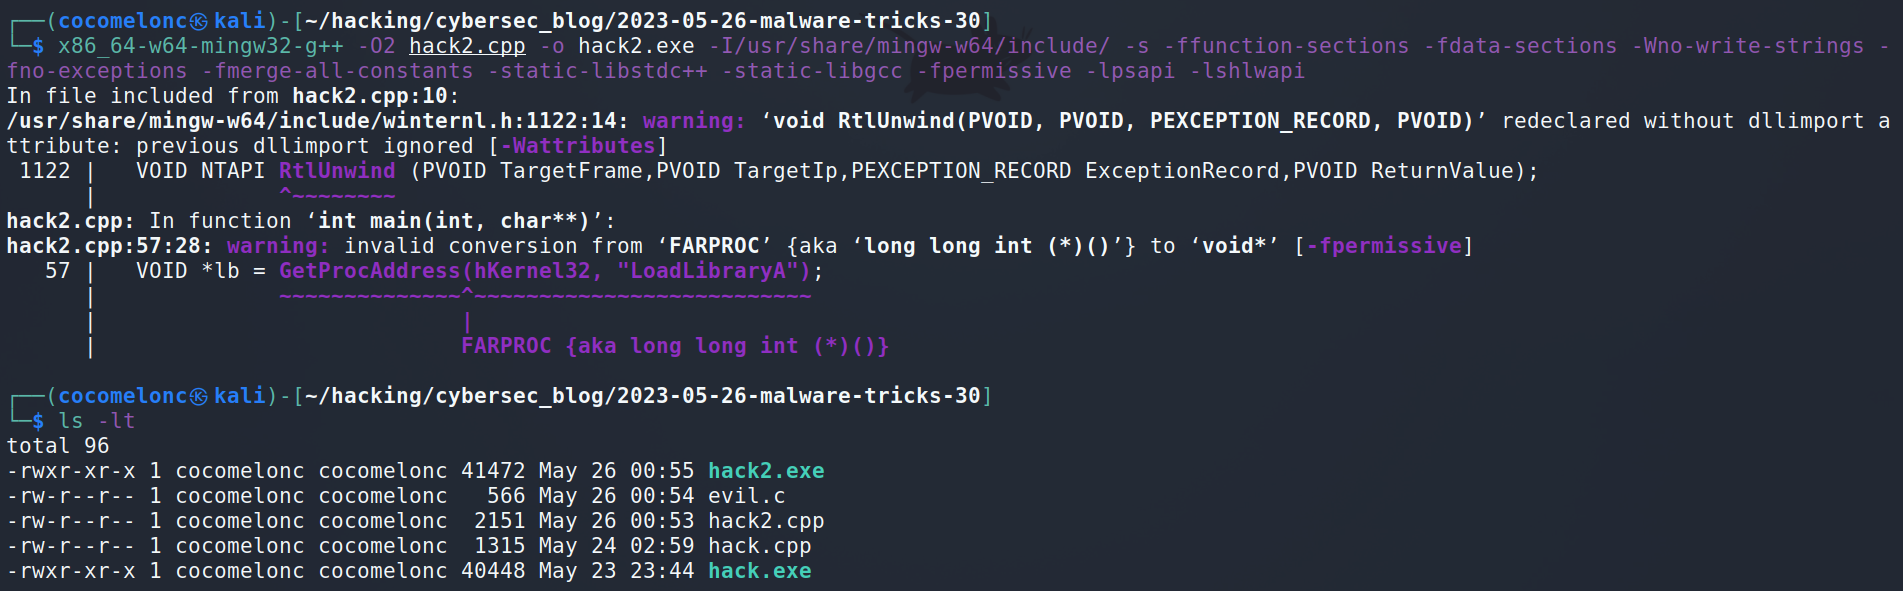 ┌──(cocomelonc㉿kali)-[~/hacking/cybersec_blog/2023-05-26-malware-tricks-30]
└─$ x86_64-w64-mingw32-g++ -O2 hack2.cpp -o hack2.exe -I/usr/share/mingw-w64/include/ -s -ffunction-sections -fdata-sections -Wno-write-strings -
fno-exceptions -fmerge-all-constants -static-libstdc++ -static-libgcc -fpermissive -lpsapi -lshlwapi
In file included from hack2.cpp:10:
/usr/share/mingw-w64/include/winternl.h:1122:14: warning: ‘void RtlUnwind(PVOID, PVOID, PEXCEPTION_RECORD, PVOID)’ redeclared without dllimport a
ttribute: previous dllimport ignored [-Wattributes]
 1122 |   VOID NTAPI RtlUnwind (PVOID TargetFrame,PVOID TargetIp,PEXCEPTION_RECORD ExceptionRecord,PVOID ReturnValue);
      |              ^~~~~~~~~
hack2.cpp: In function ‘int main(int, char**)’:
hack2.cpp:57:28: warning: invalid conversion from ‘FARPROC’ {aka ‘long long int (*)()’} to ‘void*’ [-fpermissive]
   57 |   VOID *lb = GetProcAddress(hKernel32, "LoadLibraryA");
      |              ~~~~~~~~~~~~~~^~~~~~~~~~~~~~~~~~~~~~~~~~~
      |                            |
      |                            FARPROC {aka long long int (*)()}
┌──(cocomelonc㉿kali)-[~/hacking/cybersec_blog/2023-05-26-malware-tricks-30]
└─$ ls -lt
total 96
-rwxr-xr-x 1 cocomelonc cocomelonc 41472 May 26 00:55 hack2.exe
-rw-r--r-- 1 cocomelonc cocomelonc   566 May 26 00:54 evil.c
-rw-r--r-- 1 cocomelonc cocomelonc  2151 May 26 00:53 hack2.cpp
-rw-r--r-- 1 cocomelonc cocomelonc  1315 May 24 02:59 hack.cpp
-rwxr-xr-x 1 cocomelonc cocomelonc 40448 May 23 23:44 hack.exe